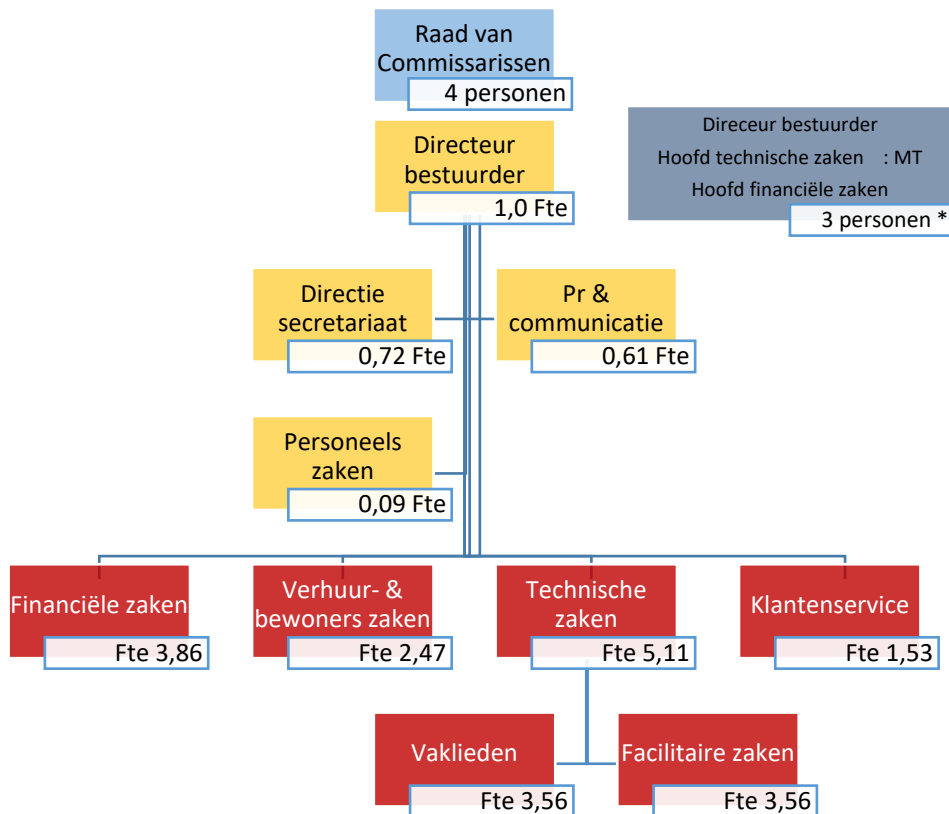 Raad van
Commissarissen
4 personen
Directeur
bestuurder
1,0 Fte
Direceur bestuurder
Hoofd technische zaken : MT
Hoofd financiële zaken
3 personen *
Directie
secretariaat
0,72 Fte
Pr &
communicatie
0,61 Fte
Personeels
zaken
0,09 Fte
Financiële zaken
Fte 3,86
Verhuur- &
bewoners zaken
Fte 2,47
Technische
zaken
Fte 5,11
Klantenservice
Fte 1,53
Vaklieden
Fte 3,56
Facilitaire zaken
Fte 3,56